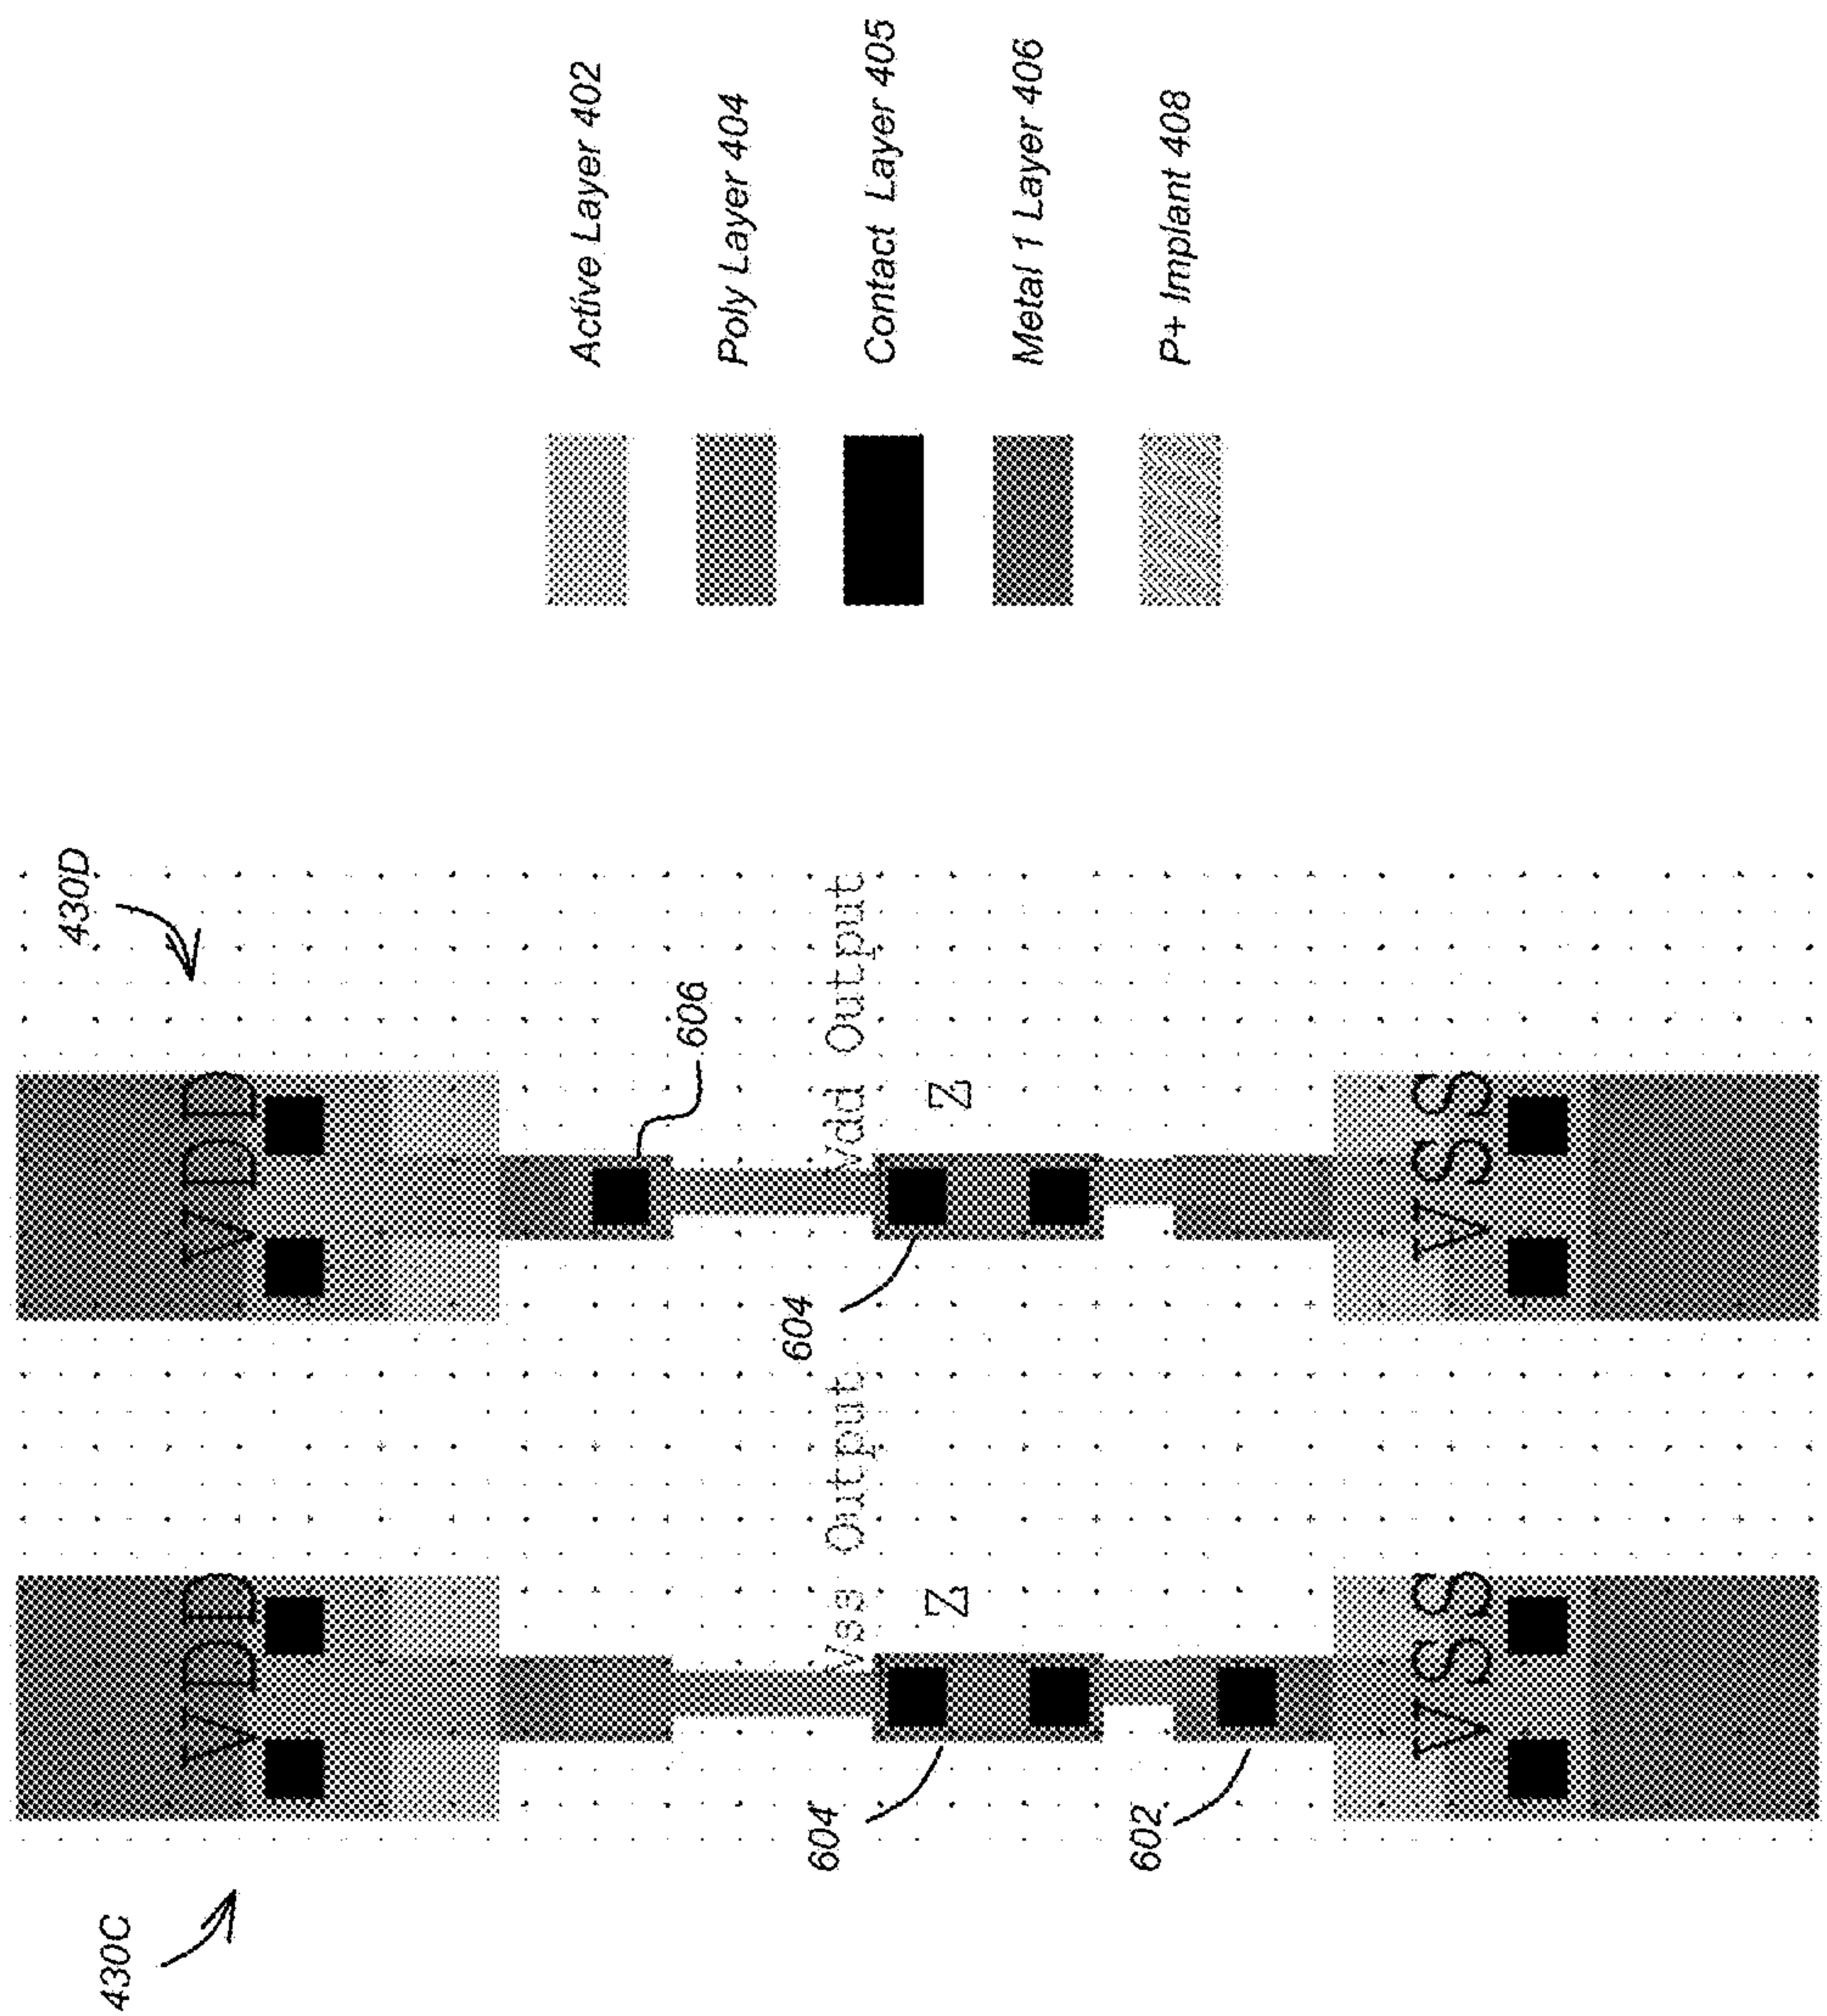 430C
430D
VDD
VDD
606
Vss Output
Vdd Output
604
604
Z
Z
602
VSS
VSS
Active Layer 402
Poly Layer 404
Contact Layer 405
Metal 1 Layer 406
P+ Implant 408